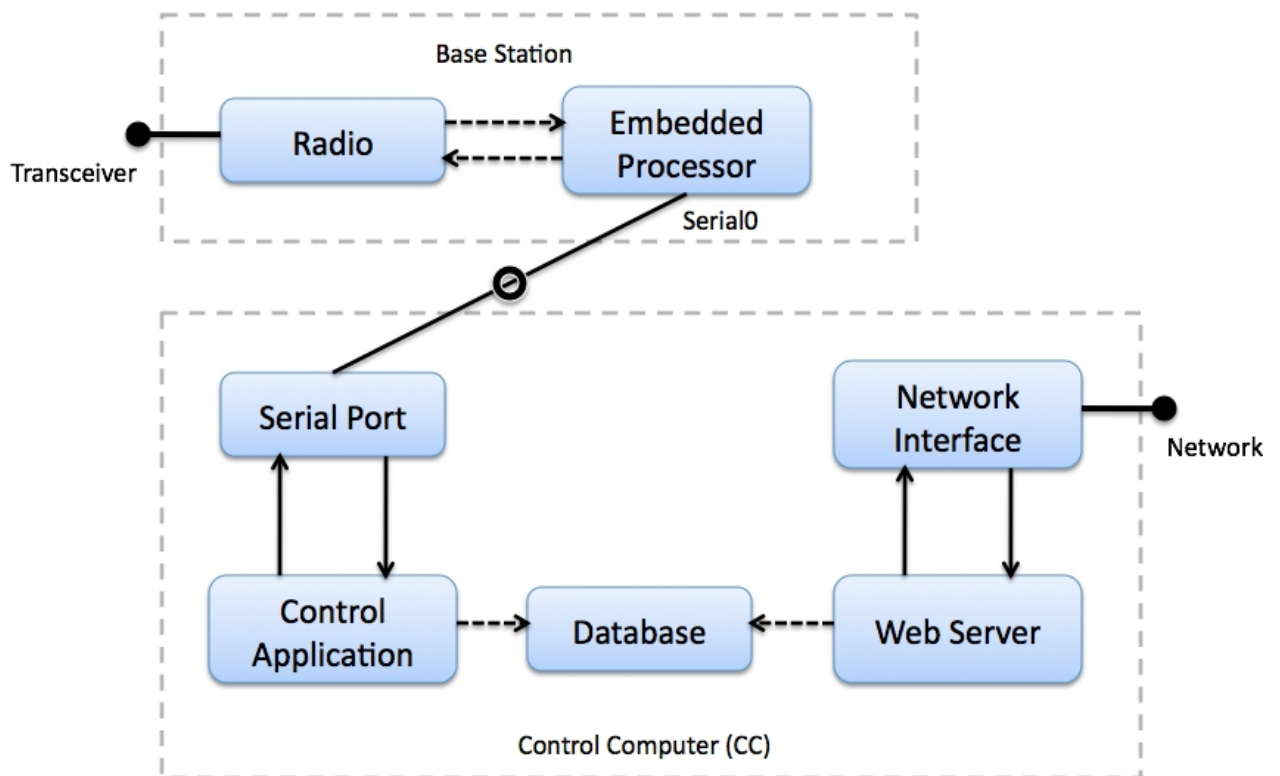 Base Station
Radio
Embedded
Processor
Transceiver
Serial0
Serial Port
Network
Interface
Network
Control
Application
Database
Web Server
Control Computer (CC)